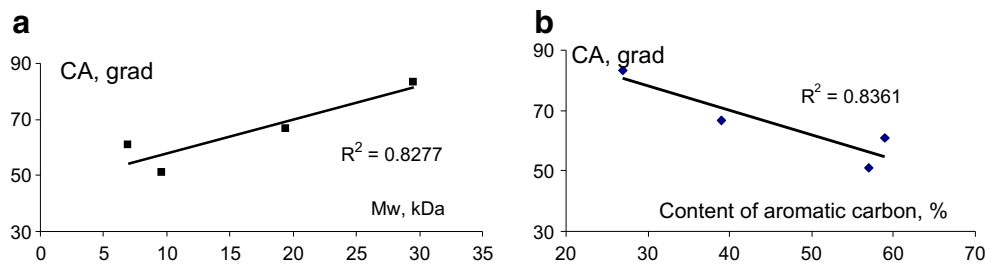 a
CA, grad
90
70
50
30
R² = 0.8277
Mw, kDa
0 5 10 15 20 25 30 35
b
CA, grad
90
70
50
30
R² = 0.8361
Content of aromatic carbon, %
20 30 40 50 60 70